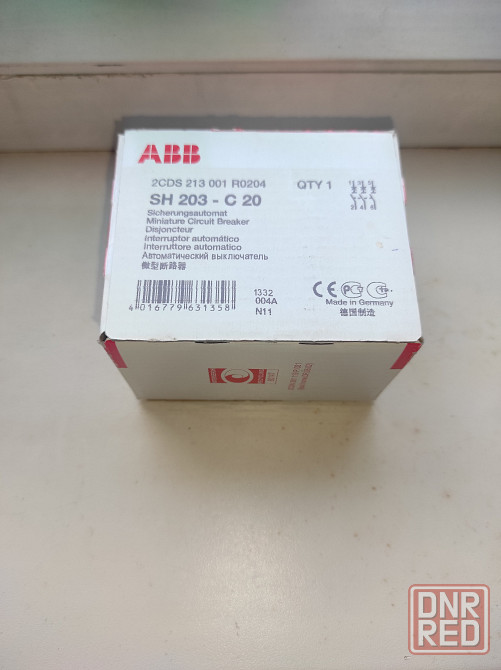 ABB
2CDS 213 001 R0204 QTY 1
SH 203 - C 20
Sicherungsautomat
Miniature Circuit Breaker
Disjoncteur
Interruptor automático
Interruttore automatico
Автоматический выключатель
微型断路器
4 016779 631358
1332
004A
N11
CE
Made in Germany
德国制造
DNR
RED